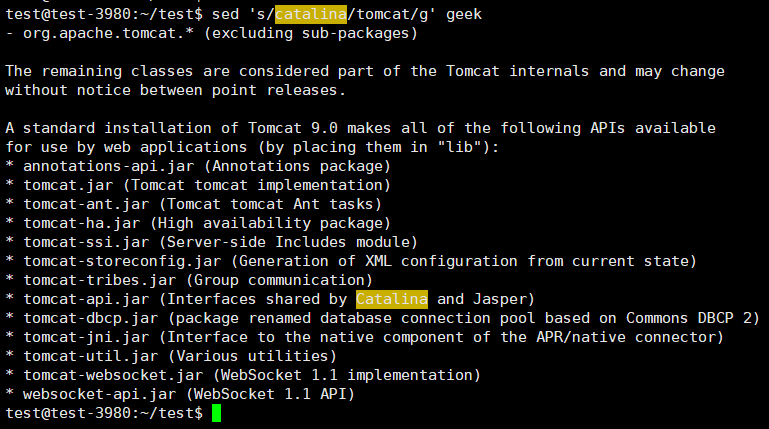 test@test-3980:~/test$ sed 's/catalina/tomcat/g' geek
- org.apache.tomcat.* (excluding sub-packages)
The remaining classes are considered part of the Tomcat internals and may change
without notice between point releases.
A standard installation of Tomcat 9.0 makes all of the following APIs available
for use by web applications (by placing them in "lib"):
* annotations-api.jar (Annotations package)
* tomcat.jar (Tomcat tomcat implementation)
* tomcat-ant.jar (Tomcat tomcat Ant tasks)
* tomcat-ha.jar (High availability package)
* tomcat-ssi.jar (Server-side Includes module)
* tomcat-storeconfig.jar (Generation of XML configuration from current state)
* tomcat-tribes.jar (Group communication)
* tomcat-api.jar (Interfaces shared by Catalina and Jasper)
* tomcat-dbcp.jar (package renamed database connection pool based on Commons DBCP 2)
* tomcat-jni.jar (Interface to the native component of the APR/native connector)
* tomcat-util.jar (Various utilities)
* tomcat-websocket.jar (WebSocket 1.1 implementation)
* websocket-api.jar (WebSocket 1.1 API)
test@test-3980:~/test$